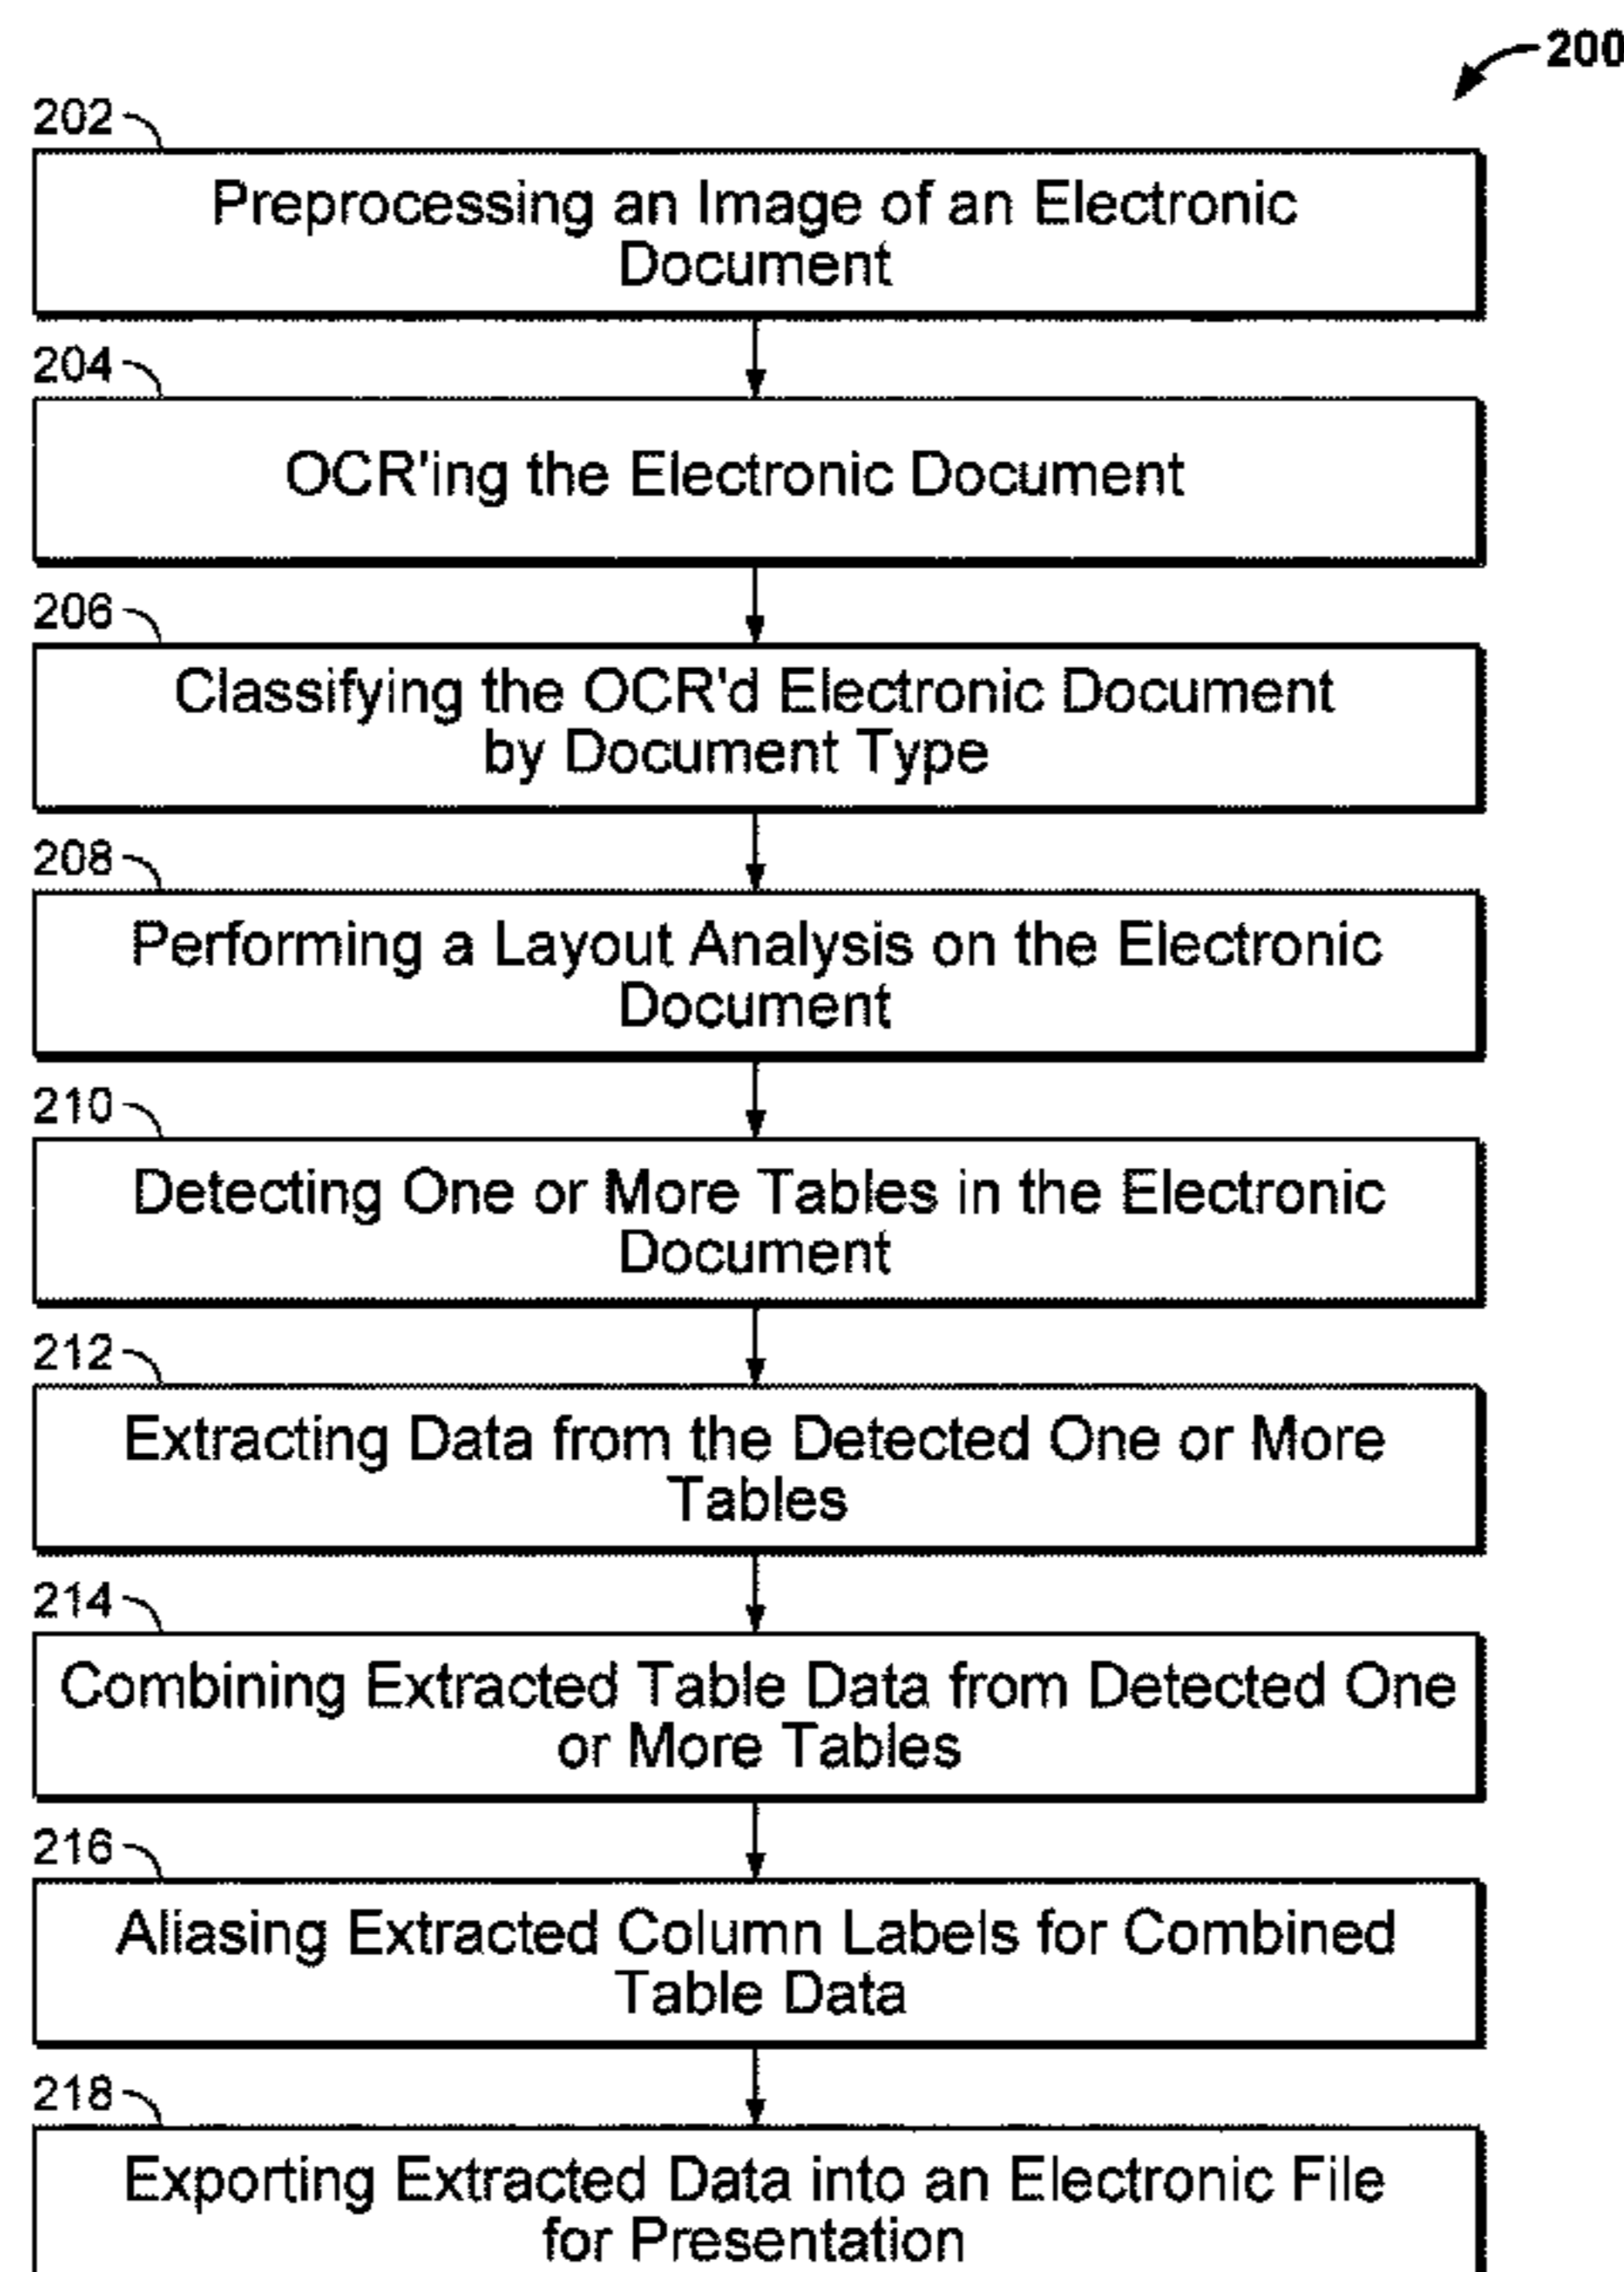 200
202
Preprocessing an Image of an Electronic
Document
204
OCR'ing the Electronic Document
206
Classifying the OCR'd Electronic Document
by Document Type
208
Performing a Layout Analysis on the Electronic
Document
210
Detecting One or More Tables in the Electronic
Document
212
Extracting Data from the Detected One or More
Tables
214
Combining Extracted Table Data from Detected One
or More Tables
216
Aliasing Extracted Column Labels for Combined
Table Data
218
Exporting Extracted Data into an Electronic File
for Presentation